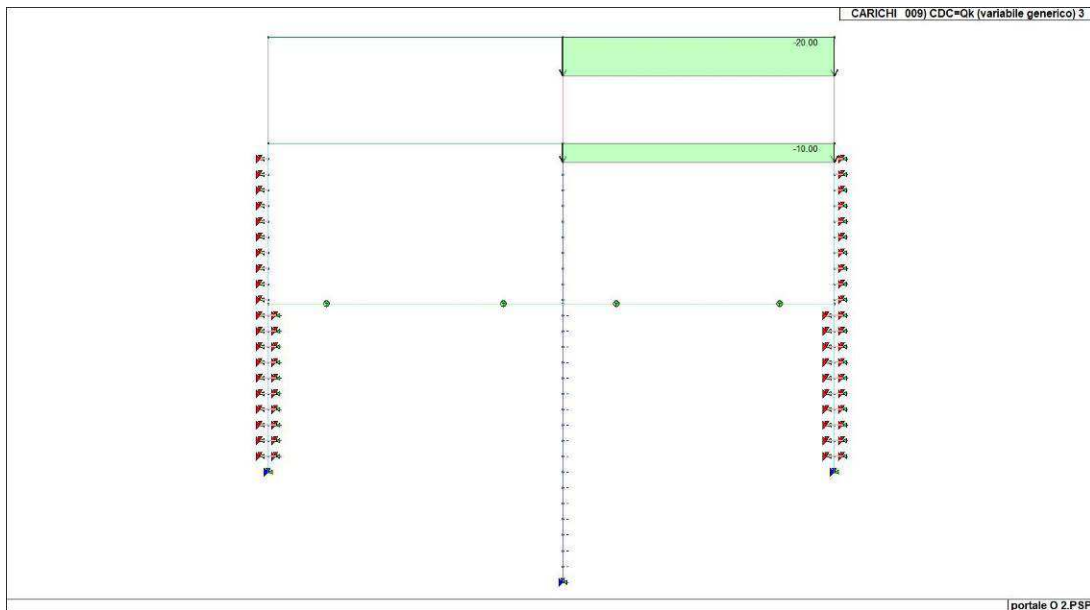 CARICHI 009) CDC=Qk (variabile generico) 3
-20.00
-10.00
portale O 2.PSP